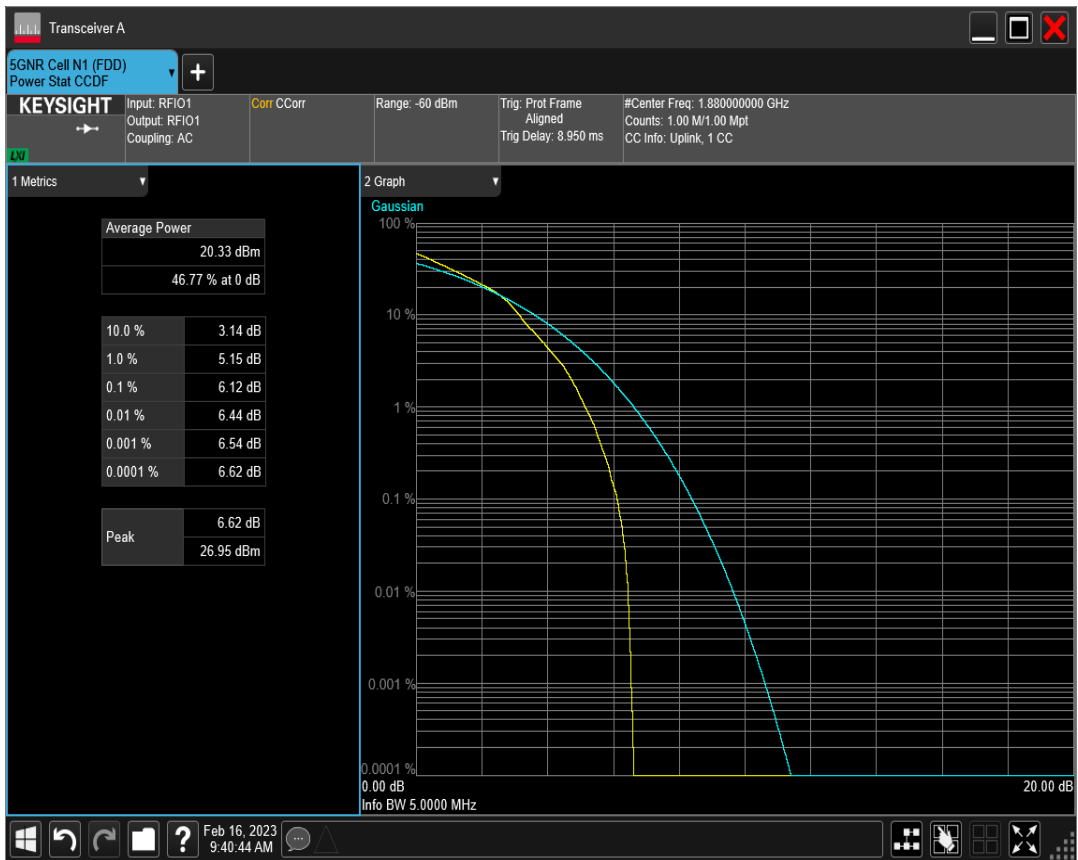 Transceiver A
5GNR Cell N1 (FDD)
Power Stat CCDF
+
KEYSIGHT
LXI
Input: RFIO1
Output: RFIO1
Coupling: AC
Corr CCorr
Range: -60 dBm
Trig: Prot Frame
Aligned
Trig Delay: 8.950 ms
#Center Freq: 1.880000000 GHz
Counts: 1.00 M/1.00 Mpt
CC Info: Uplink, 1 CC
1 Metrics
Average Power
20.33 dBm
46.77 % at 0 dB
10.0 % 3.14 dB
1.0 % 5.15 dB
0.1 % 6.12 dB
0.01 % 6.44 dB
0.001 % 6.54 dB
0.0001 % 6.62 dB
Peak
6.62 dB
26.95 dBm
2 Graph
Gaussian
100 %
10 %
1 %
0.1 %
0.01 %
0.001 %
0.0001 %
0.00 dB 20.00 dB
Info BW 5.0000 MHz
?
Feb 16, 2023
9:40:44 AM